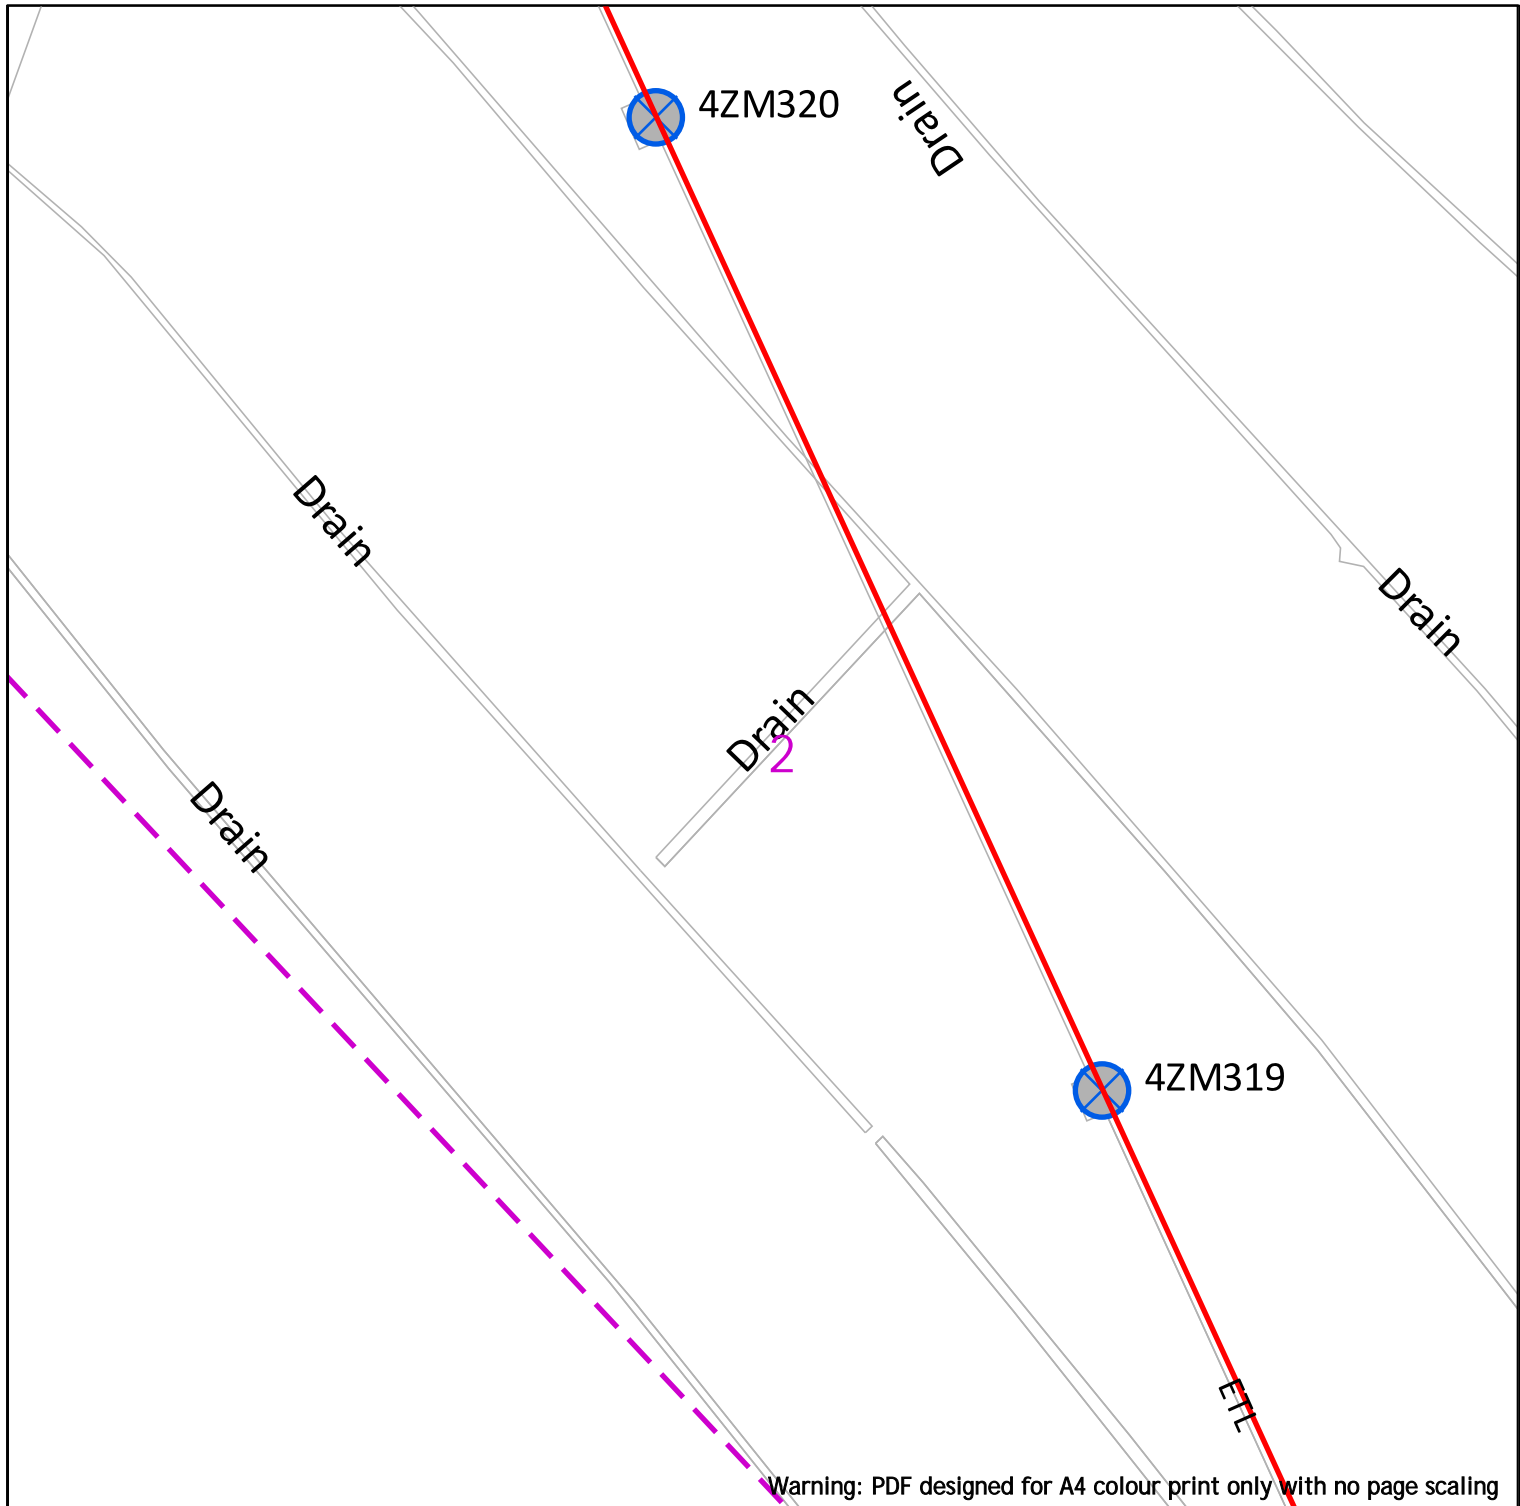 4ZM320
Drain
Drain
Drain
Drain
2
Drain
4ZM319
ETL
Warning: PDF designed for A4 colour print only with no page scaling